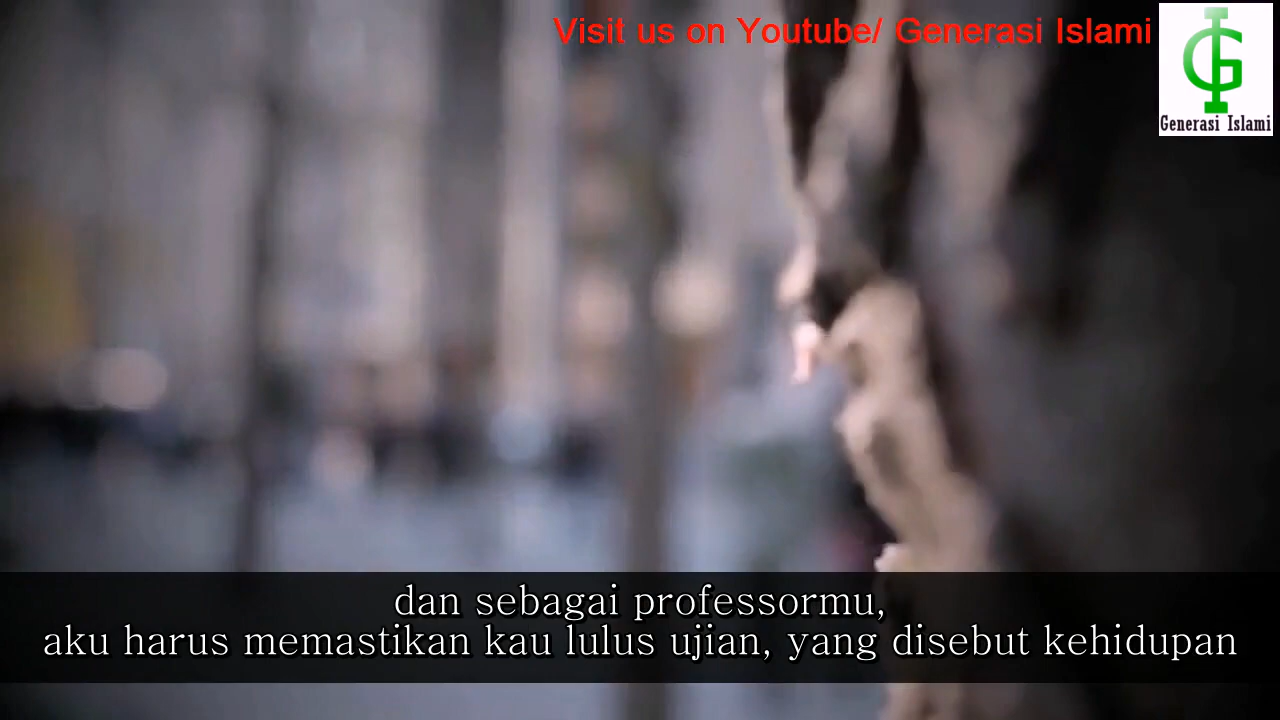 Visit us on Youtube/ Generasi Islami
IG
Generasi Islami
dan sebagai professormu,
aku harus memastikan kau lulus ujian, yang disebut kehidupan